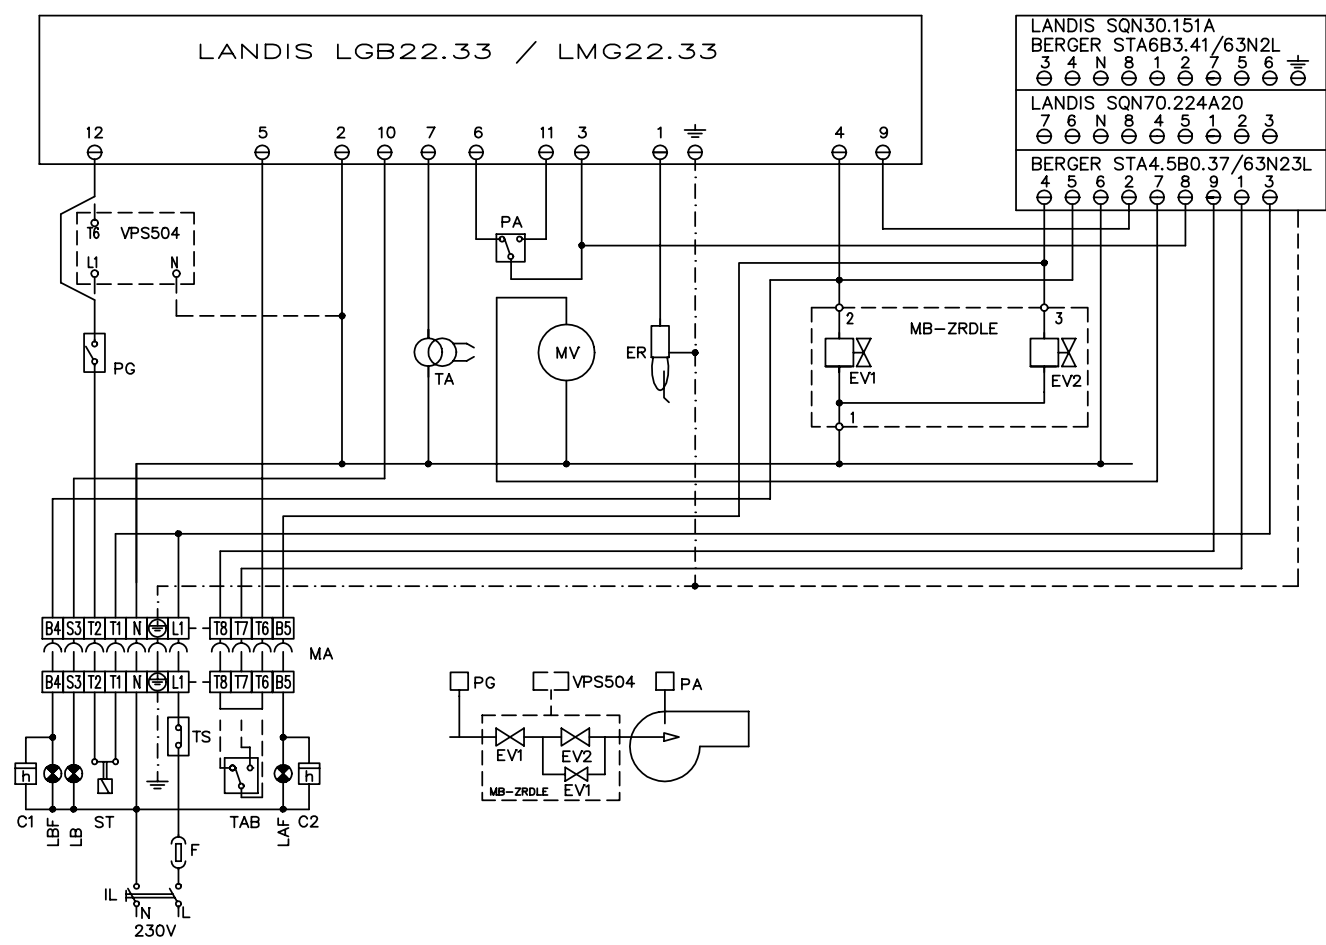 LANDIS LGB22.33 / LMG22.33
12 5 2 10 7 6 11 3 1 4 9
LANDIS SQN30.151A
BERGER STA6B3.41/63N2L
3 4 N 8 1 2 7 5 6
LANDIS SQN70.224A20
7 6 N 8 4 5 1 2 3
BERGER STA4.5B0.37/63N23L
4 5 6 2 7 8 9 1 3
T6 VPS504
L1 N
PG
PA
TA
MV
ER
2 MB-ZRDLE 3
EV1 EV2
1
B4 S3 T2 T1 N L1 T8 T7 T6 B5
MA
B4 S3 T2 T1 N L1 T8 T7 T6 B5
TS
h h
C1 LBF LB ST TAB LAF C2
F
IL
N L
230V
PG VPS504 PA
EV1 EV2
MB-ZRDLE EV1